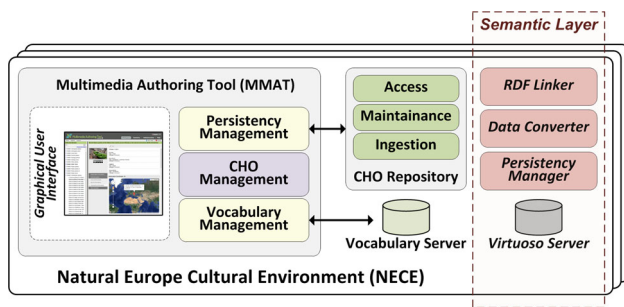 Semantic Layer
Multimedia Authoring Tool (MMAT)
Graphical User
Interface
Persistency
Management
CHO
Management
Vocabulary
Management
Access
Maintainance
Ingestion
CHO Repository
Vocabulary Server
RDF Linker
Data Converter
Persistency
Manager
Virtuoso Server
Natural Europe Cultural Environment (NECE)